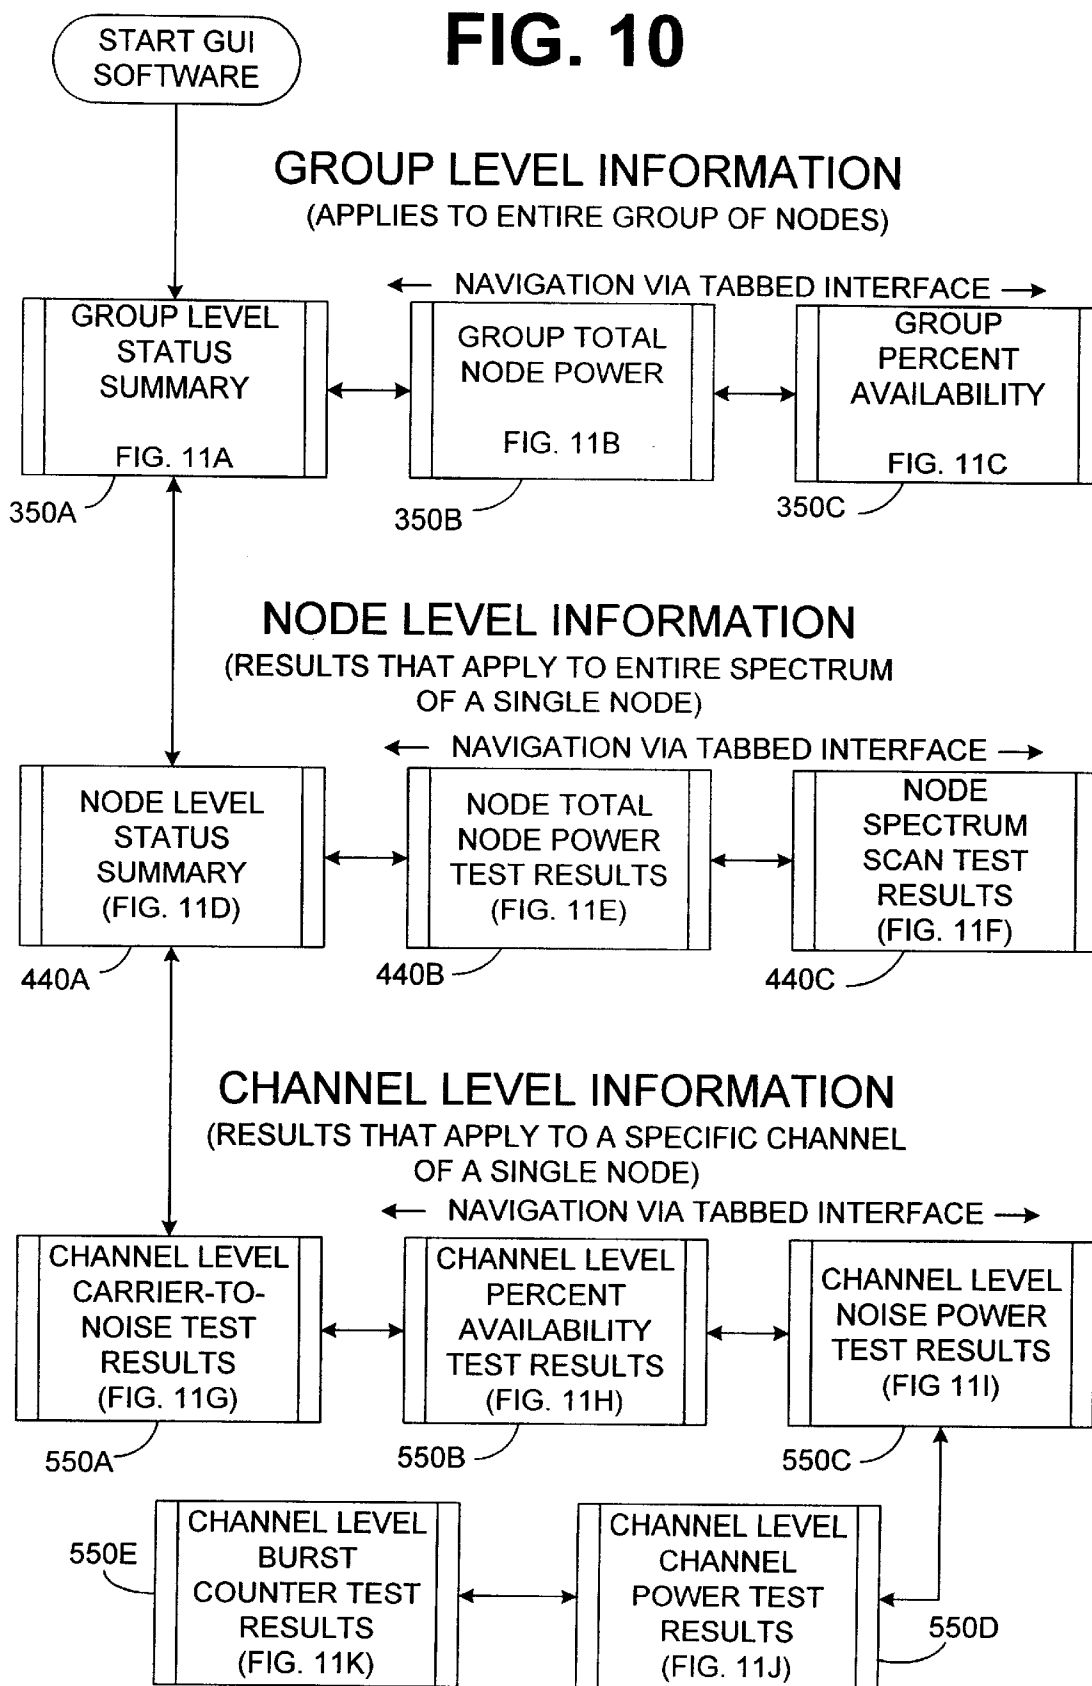 FIG. 10
START GUI
SOFTWARE
GROUP LEVEL INFORMATION
(APPLIES TO ENTIRE GROUP OF NODES)
← NAVIGATION VIA TABBED INTERFACE →
GROUP LEVEL
STATUS
SUMMARY
FIG. 11A
350A
GROUP TOTAL
NODE POWER
FIG. 11B
350B
GROUP
PERCENT
AVAILABILITY
FIG. 11C
350C
NODE LEVEL INFORMATION
(RESULTS THAT APPLY TO ENTIRE SPECTRUM
OF A SINGLE NODE)
← NAVIGATION VIA TABBED INTERFACE →
NODE LEVEL
STATUS
SUMMARY
(FIG. 11D)
440A
NODE TOTAL
NODE POWER
TEST RESULTS
(FIG. 11E)
440B
NODE
SPECTRUM
SCAN TEST
RESULTS
(FIG. 11F)
440C
CHANNEL LEVEL INFORMATION
(RESULTS THAT APPLY TO A SPECIFIC CHANNEL
OF A SINGLE NODE)
← NAVIGATION VIA TABBED INTERFACE →
CHANNEL LEVEL
CARRIER-TO-
NOISE TEST
RESULTS
(FIG. 11G)
550A
CHANNEL LEVEL
PERCENT
AVAILABILITY
TEST RESULTS
(FIG. 11H)
550B
CHANNEL LEVEL
NOISE POWER
TEST RESULTS
(FIG 11I)
550C
550E
CHANNEL LEVEL
BURST
COUNTER TEST
RESULTS
(FIG. 11K)
CHANNEL LEVEL
CHANNEL
POWER TEST
RESULTS
(FIG. 11J)
550D